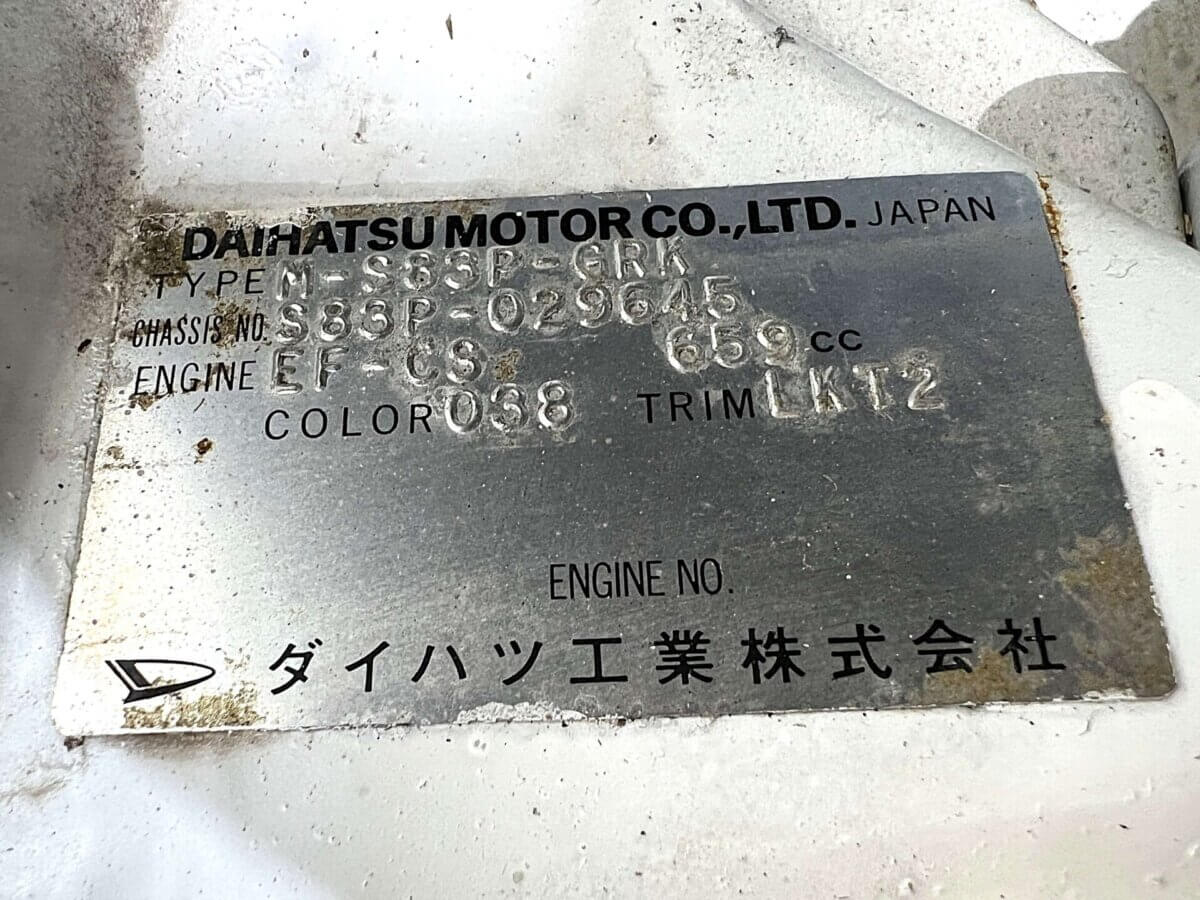 DAIHATSU MOTOR CO.,LTD. JAPAN
TYPE M-S83P-GRK
CHASSIS NO. S83P-029645
ENGINE EF-CS 659 CC
COLOR 038 TRIM LKT2
ENGINE NO.
ダイハツ工業株式会社